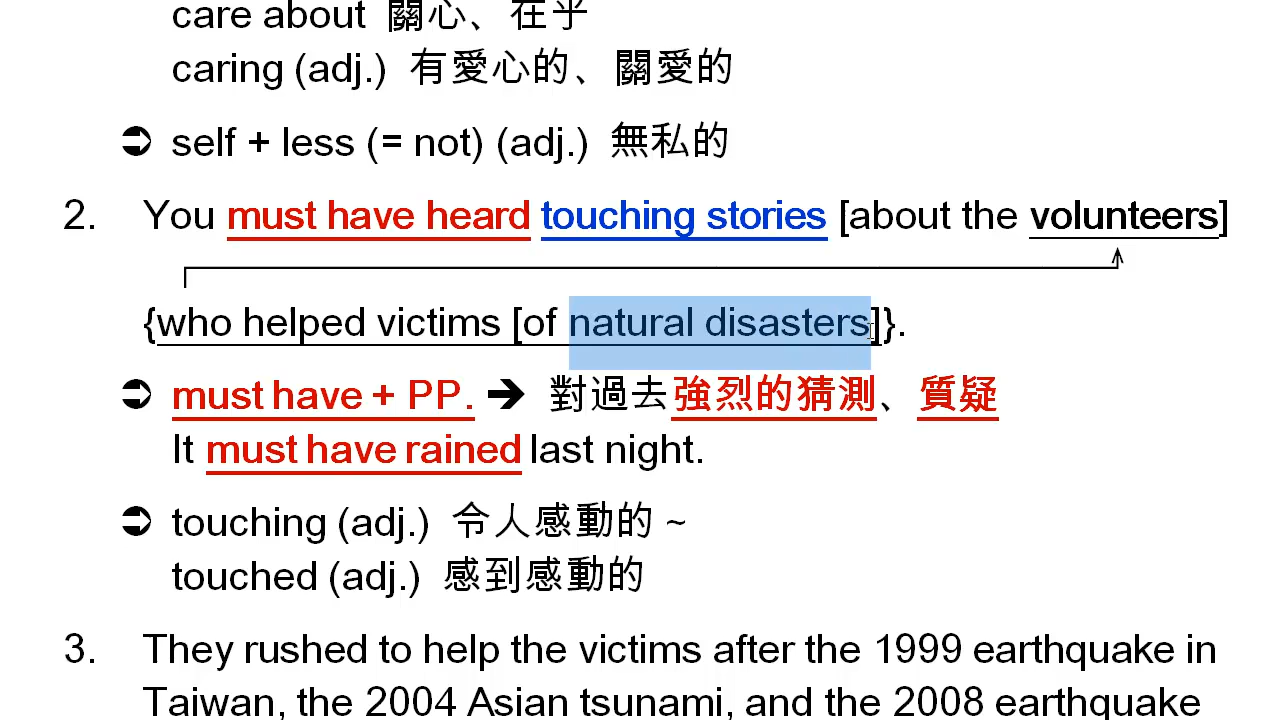 care about 關心、在乎
caring (adj.) 有愛心的、關愛的
➲ self + less (= not) (adj.) 無私的
2. You must have heard touching stories [about the volunteers]
{who helped victims [of natural disasters]}.
➲ must have + PP. ➔ 對過去強烈的猜測、質疑
It must have rained last night.
➲ touching (adj.) 令人感動的 ~
touched (adj.) 感到感動的
3. They rushed to help the victims after the 1999 earthquake in
Taiwan, the 2004 Asian tsunami, and the 2008 earthquake